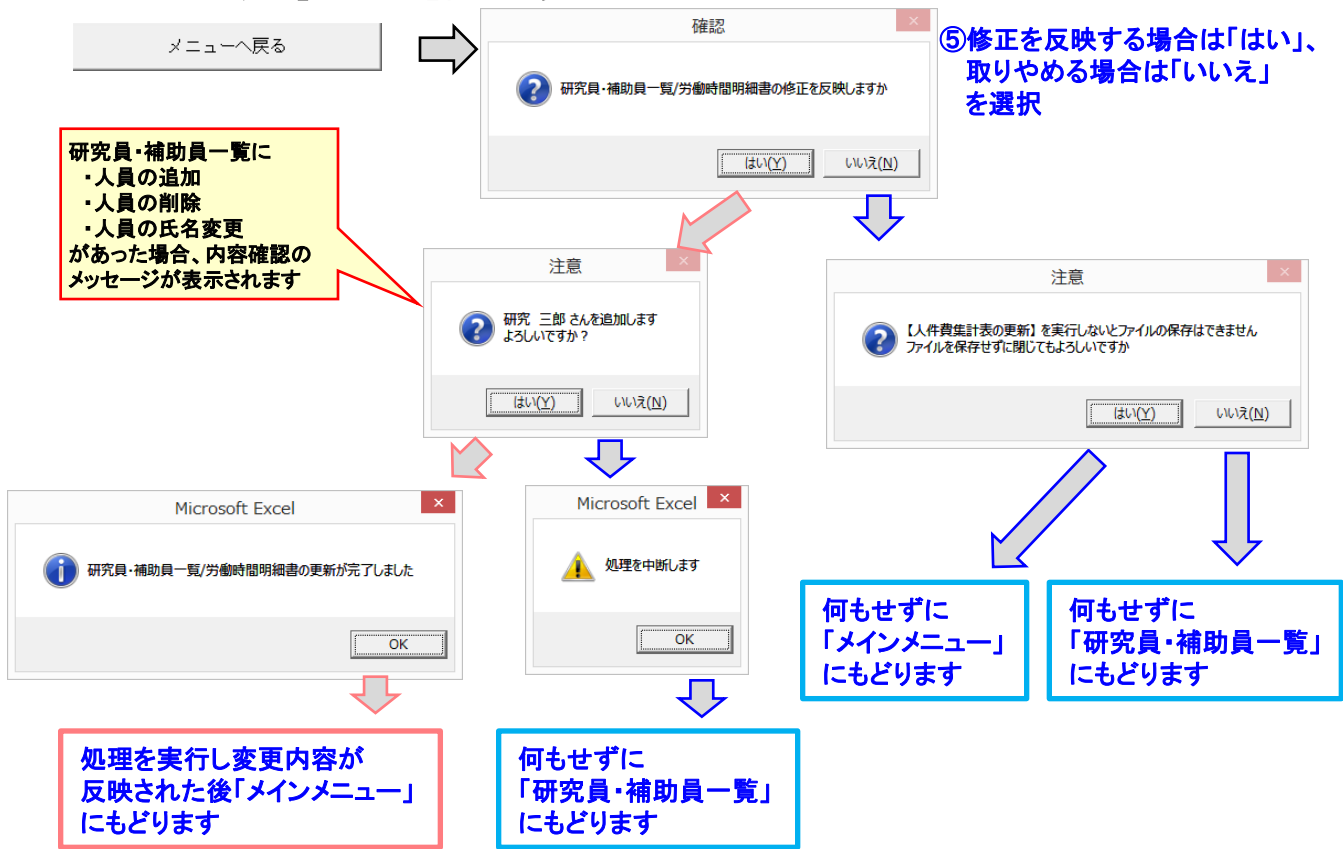 メニューへ戻る
確認
研究員・補助員一覧/労働時間明細書の修正を反映しますか
はい(Y)
いいえ(N)
⑤修正を反映する場合は「はい」、
取りやめる場合は「いいえ」
を選択
研究員・補助員一覧に
・人員の追加
・人員の削除
・人員の氏名変更
があった場合、内容確認の
メッセージが表示されます
注意
研究 三郎 さんを追加します
よろしいですか？
はい(Y)
いいえ(N)
注意
【人件費集計表の更新】を実行しないとファイルの保存はできません
ファイルを保存せずに閉じてもよろしいですか
はい(Y)
いいえ(N)
Microsoft Excel
研究員・補助員一覧/労働時間明細書の更新が完了しました
OK
Microsoft Excel
処理を中断します
OK
何もせずに
「メインメニュー」
にもどります
何もせずに
「研究員・補助員一覧」
にもどります
処理を実行し変更内容が
反映された後「メインメニュー」
にもどります
何もせずに
「研究員・補助員一覧」
にもどります